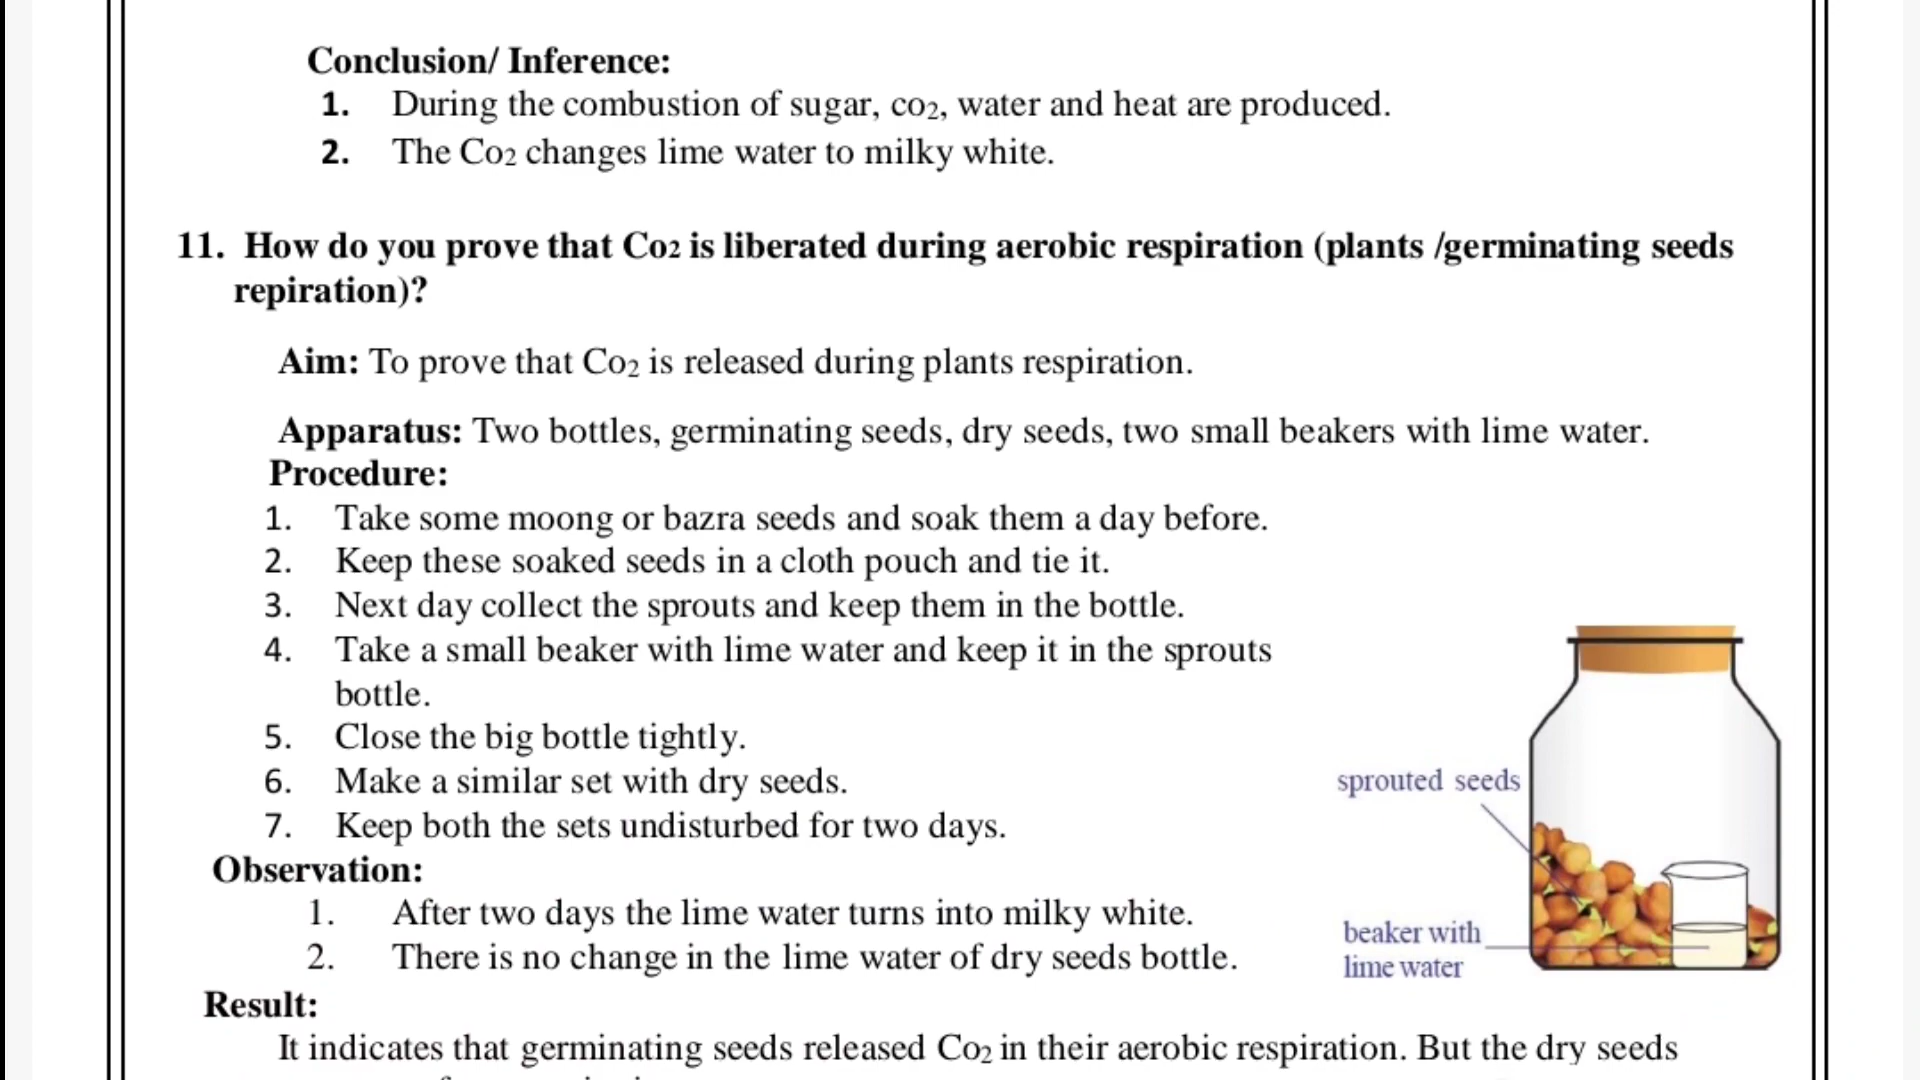 Conclusion/ Inference:
1. During the combustion of sugar, co₂, water and heat are produced.
2. The Co₂ changes lime water to milky white.
11. How do you prove that Co₂ is liberated during aerobic respiration (plants /germinating seeds
repiration)?
Aim: To prove that Co₂ is released during plants respiration.
Apparatus: Two bottles, germinating seeds, dry seeds, two small beakers with lime water.
Procedure:
1. Take some moong or bazra seeds and soak them a day before.
2. Keep these soaked seeds in a cloth pouch and tie it.
3. Next day collect the sprouts and keep them in the bottle.
4. Take a small beaker with lime water and keep it in the sprouts
bottle.
5. Close the big bottle tightly.
6. Make a similar set with dry seeds.
7. Keep both the sets undisturbed for two days.
sprouted seeds
beaker with
lime water
Observation:
1. After two days the lime water turns into milky white.
2. There is no change in the lime water of dry seeds bottle.
Result:
It indicates that germinating seeds released Co₂ in their aerobic respiration. But the dry seeds